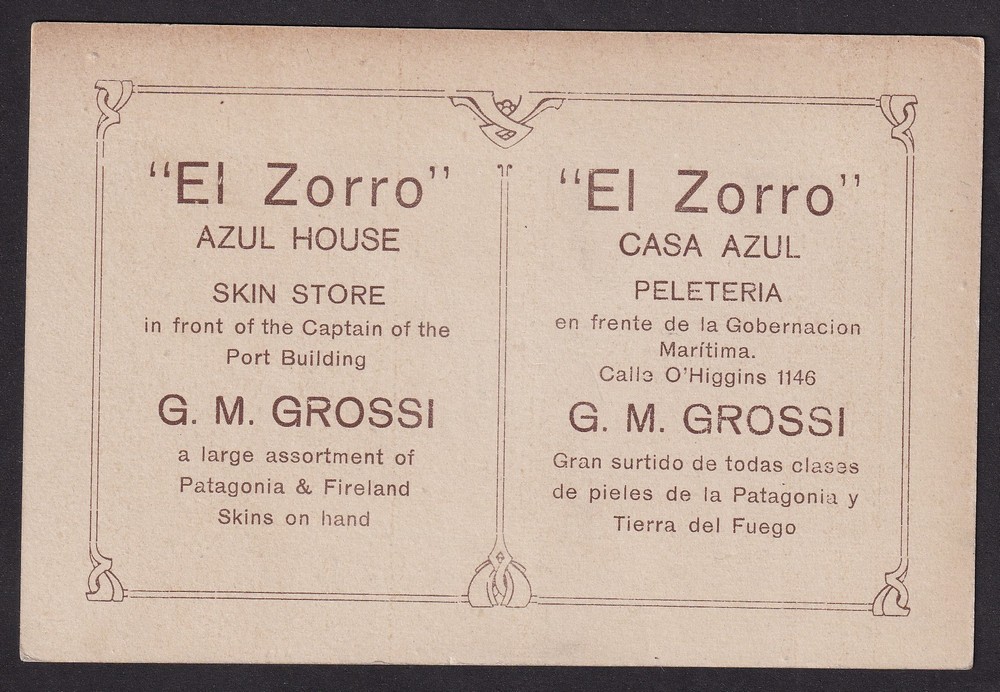 "El Zorro"
AZUL HOUSE
SKIN STORE
in front of the Captain of the
Port Building
G. M. GROSSI
a large assortment of
Patagonia & Fireland
Skins on hand
"El Zorro"
CASA AZUL
PELETERIA
en frente de la Gobernacion
Marítima.
Calle O'Higgins 1146
G. M. GROSSI
Gran surtido de todas clases
de pieles de la Patagonia y
Tierra del Fuego